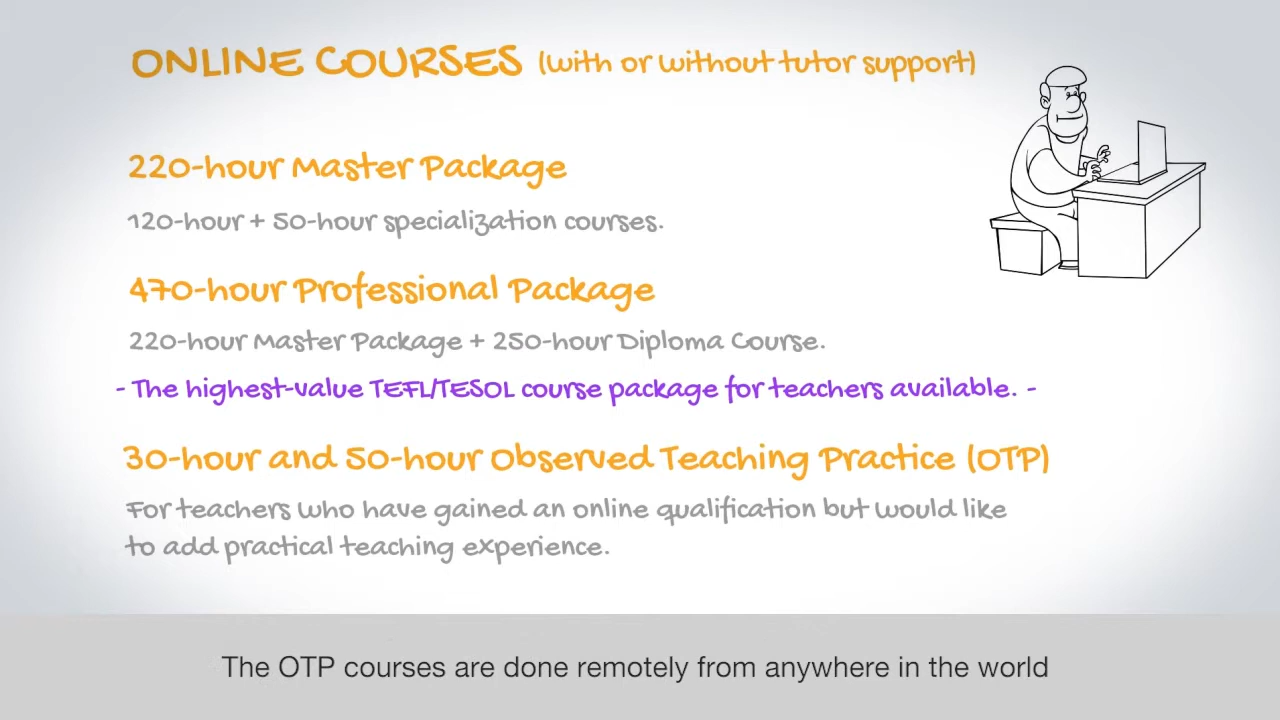 ONLINE COURSES (with or without tutor support)
220-hour Master Package
120-hour + 50-hour specialization courses.
470-hour Professional Package
220-hour Master Package + 250-hour Diploma Course.
- The highest-value TEFL/TESOL course package for teachers available. -
30-hour and 50-hour Observed Teaching Practice (OTP)
For teachers who have gained an online qualification but would like
to add practical teaching experience.
The OTP courses are done remotely from anywhere in the world